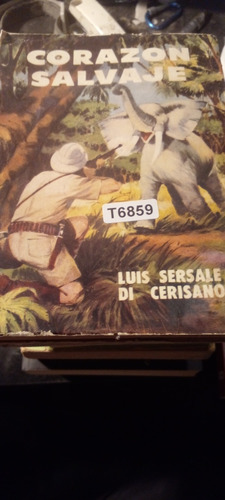 CORAZON
SALVAJE
T6859
LUIS SERSALE
DI CERISANO